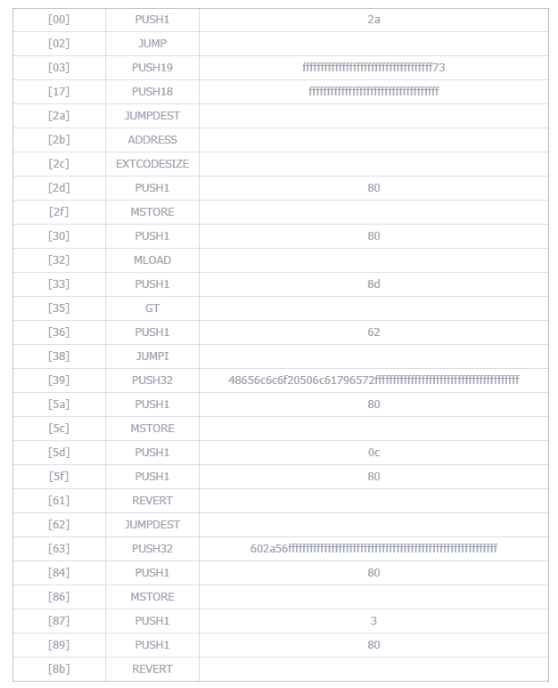 [00] PUSH1 2a
[02] JUMP
[03] PUSH19 ffffffffffffffffffffffffffffffffffff73
[17] PUSH18 ffffffffffffffffffffffffffffffffffff
[2a] JUMPDEST
[2b] ADDRESS
[2c] EXTCODESIZE
[2d] PUSH1 80
[2f] MSTORE
[30] PUSH1 80
[32] MLOAD
[33] PUSH1 8d
[35] GT
[36] PUSH1 62
[38] JUMPI
[39] PUSH32 48656c6c6f20506c61796572ffffffffffffffffffffffffffffffffffffffff
[5a] PUSH1 80
[5c] MSTORE
[5d] PUSH1 0c
[5f] PUSH1 80
[61] REVERT
[62] JUMPDEST
[63] PUSH32 602a56ffffffffffffffffffffffffffffffffffffffffffffffffffffffffff
[84] PUSH1 80
[86] MSTORE
[87] PUSH1 3
[89] PUSH1 80
[8b] REVERT